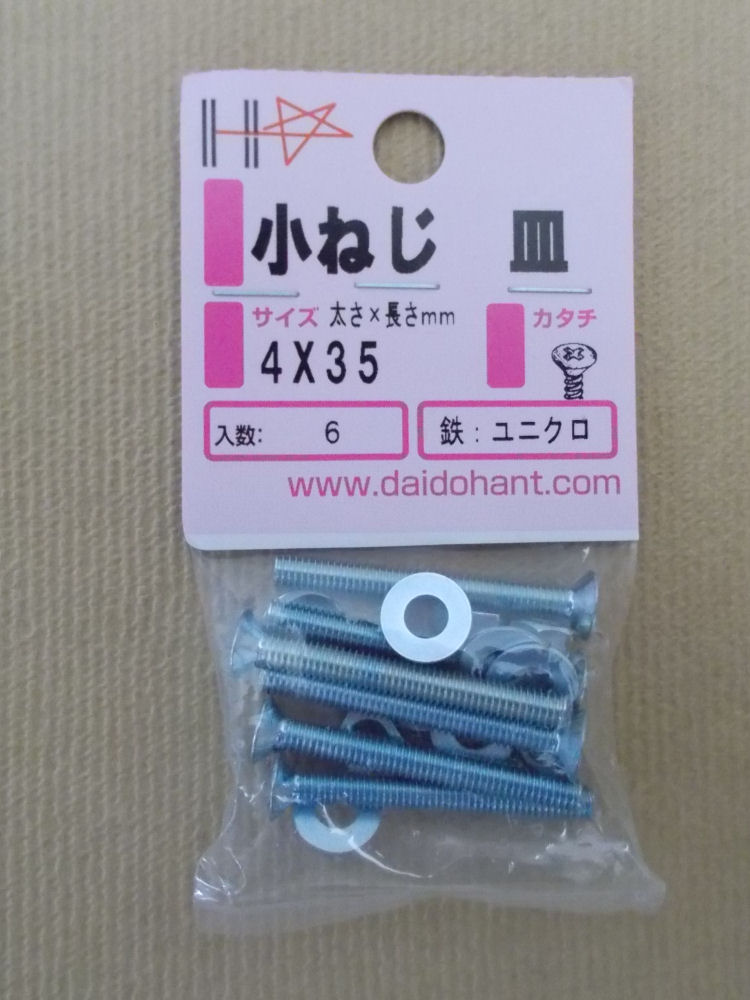 H☆
小ねじ 皿
サイズ 太さ×長さmm カタチ
4X35
入数: 6 鉄:ユニクロ
www.daidohant.com